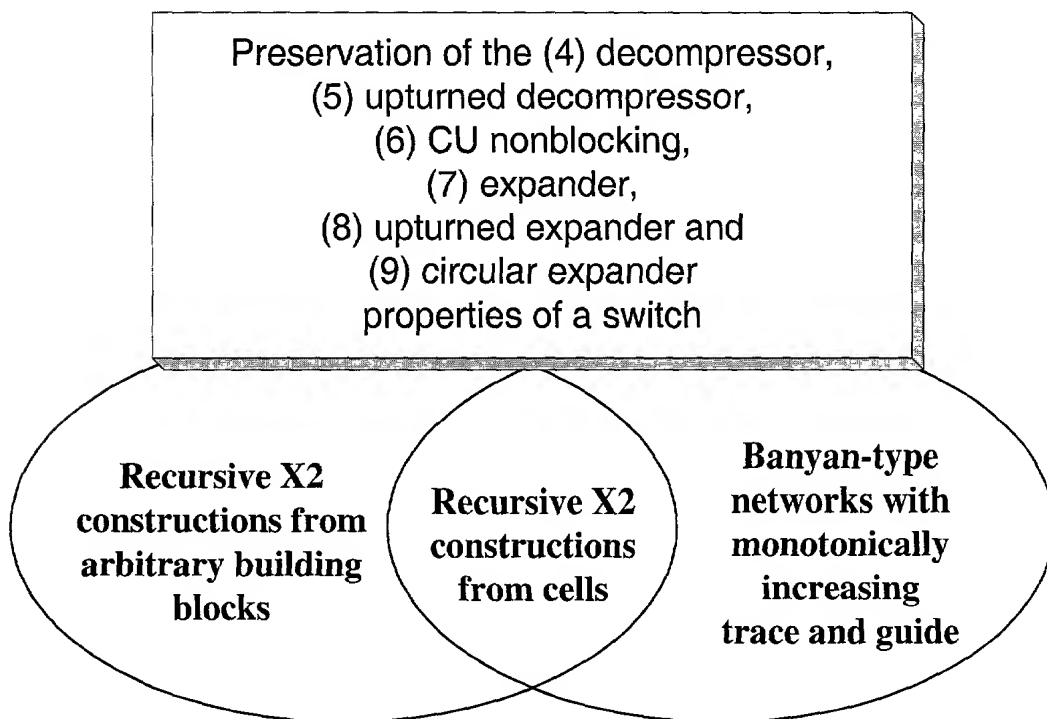 Preservation of the (4) decompressor,
(5) upturned decompressor,
(6) CU nonblocking,
(7) expander,
(8) upturned expander and
(9) circular expander
properties of a switch
Recursive X2
constructions from
arbitrary building
blocks
Recursive X2
constructions
from cells
Banyan-type
networks with
monotonically
increasing
trace and guide